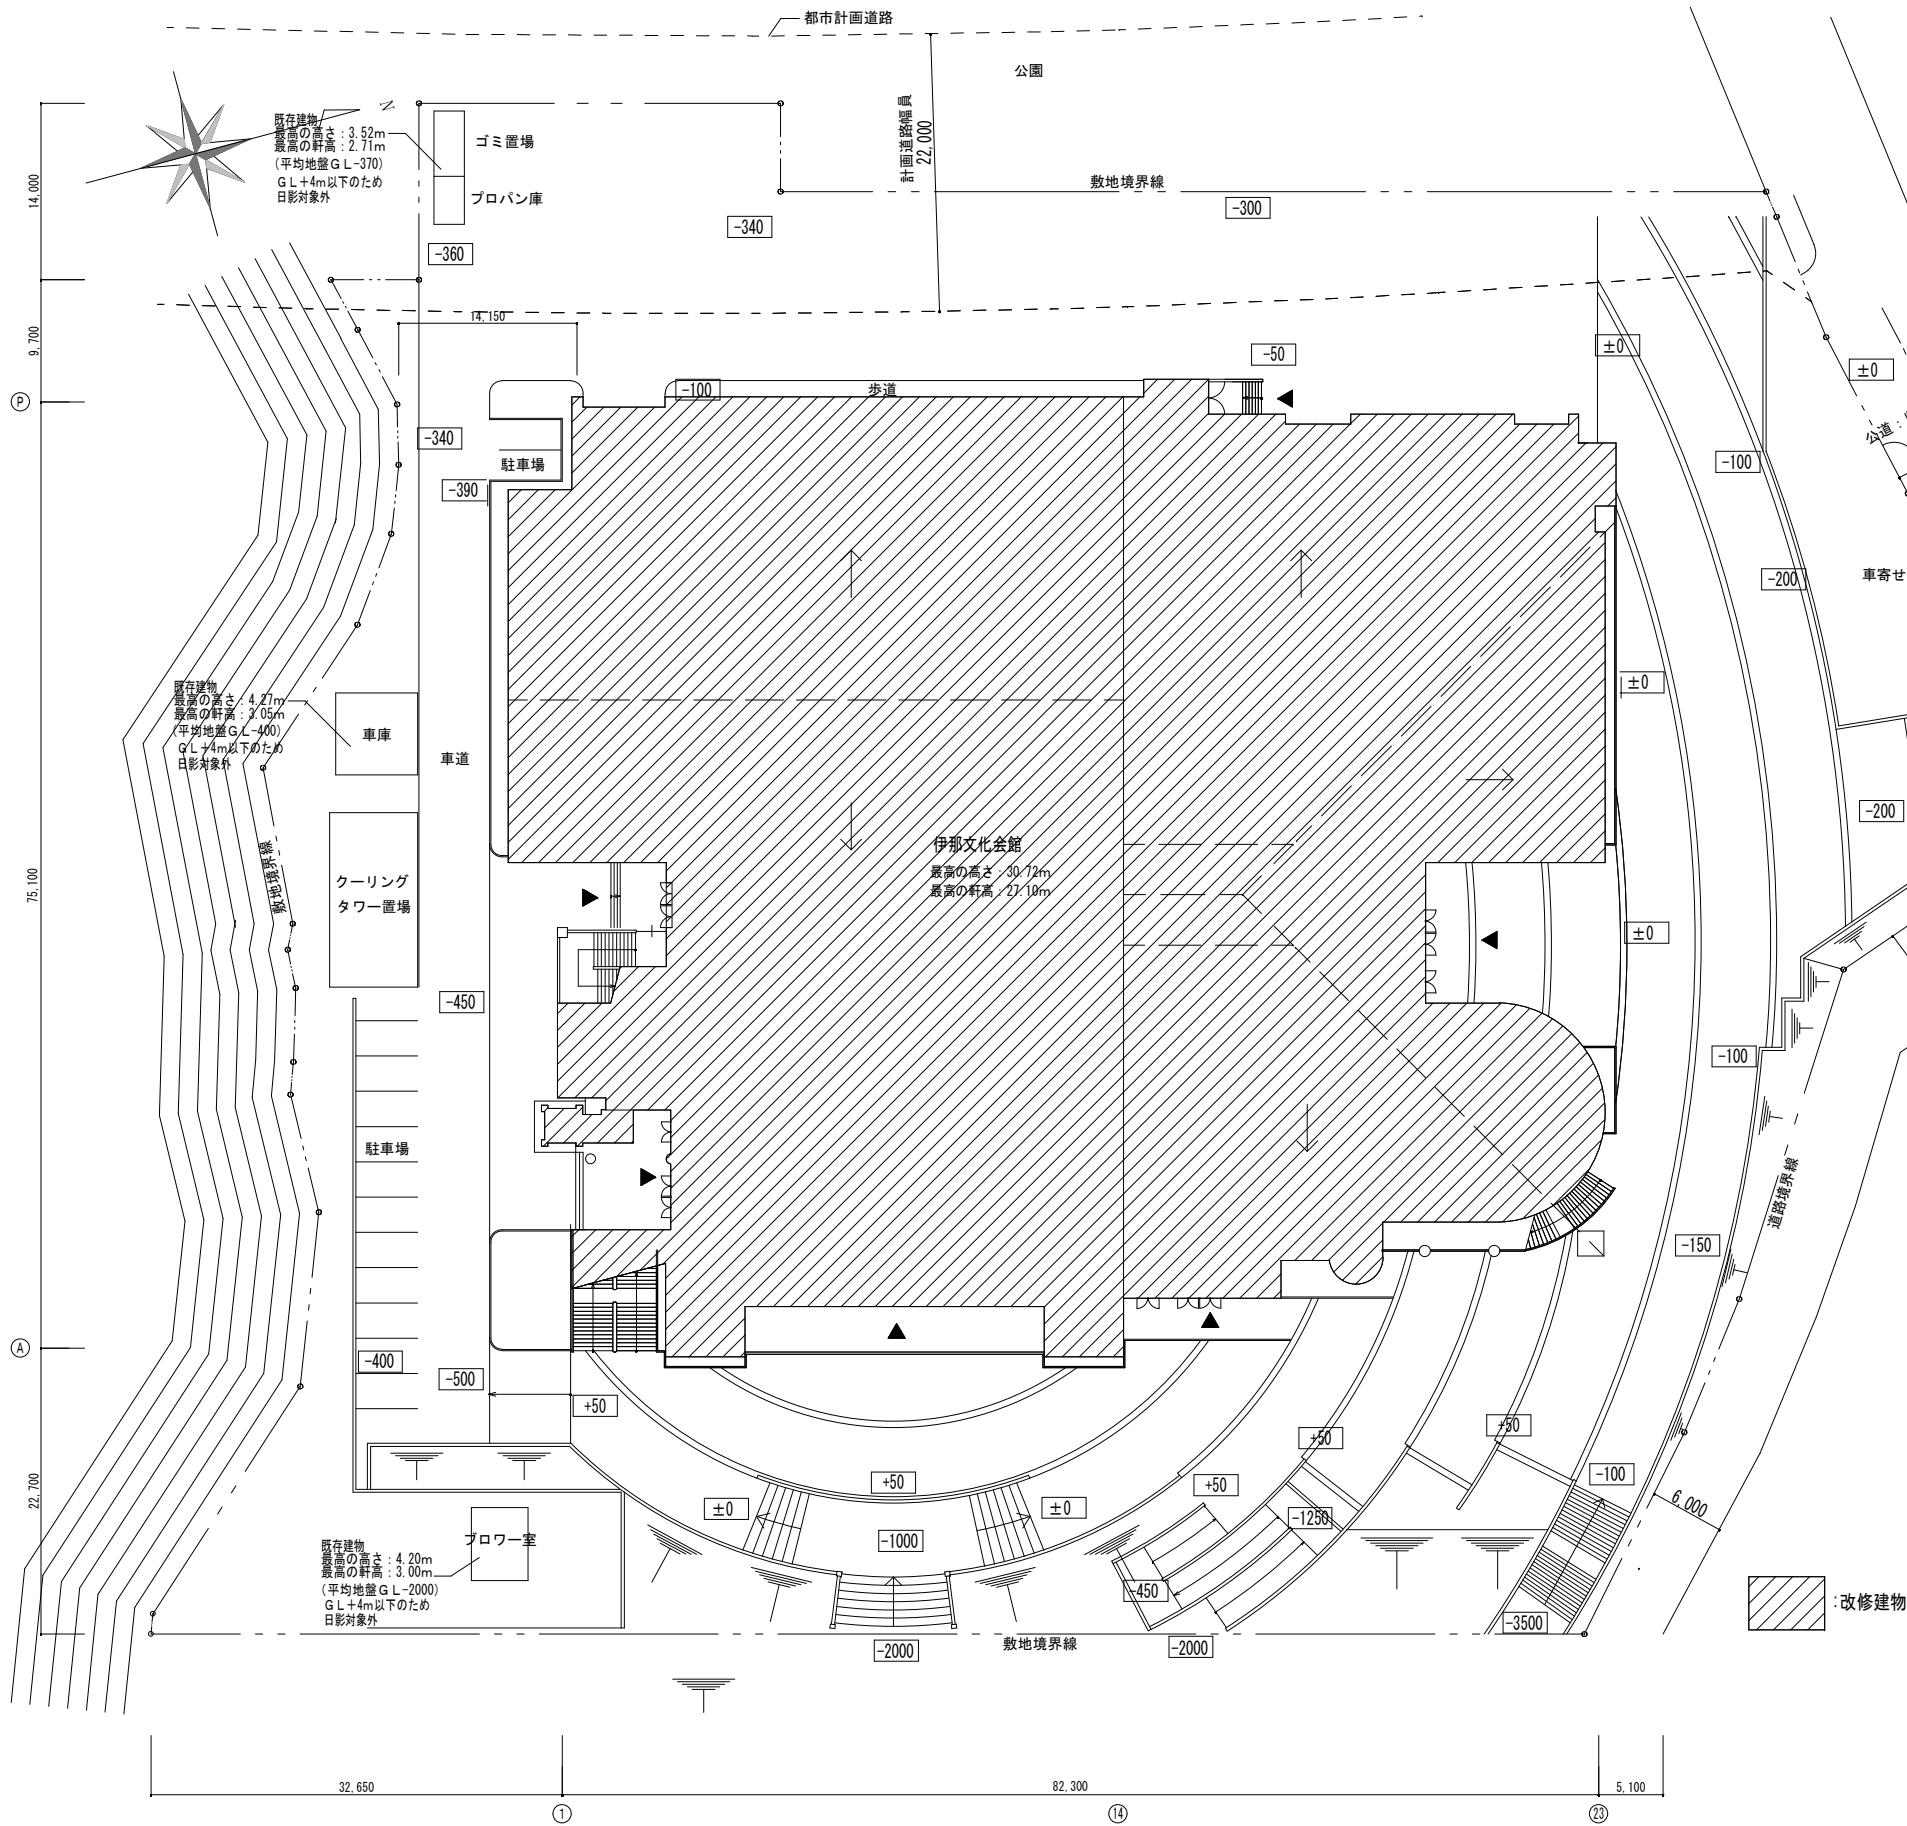 都市計画道路
公園
計画道路幅員
22,000
N
既存建物
最高の高さ：3.52m
最高の軒高：2.71m
(平均地盤ＧＬ-370)
ＧＬ+4m以下のため
日影対象外
ゴミ置場
プロパン庫
敷地境界線
-300
-340
-360
14,000
9,700
14,150
-50
±0
±0
-100
歩道
P
-340
駐車場
公道：
-100
-390
-200
車寄せ
±0
既存建物
最高の高さ：4.27m
最高の軒高：3.05m
(平均地盤ＧＬ-400)
ＧＬ+4m以下のため
日影対象外
車庫
車道
-200
伊那文化会館
最高の高さ：30.72m
最高の軒高：27.10m
75,100
敷地境界線
クーリング
タワー置場
±0
-450
-100
駐車場
道路境界線
-150
A
-400
-500
+50
+50
+50
-100
22,700
+50
+50
±0
±0
-1250
6,000
-1000
ブロワー室
既存建物
最高の高さ：4.20m
最高の軒高：3.00m
(平均地盤ＧＬ-2000)
ＧＬ+4m以下のため
日影対象外
-450
:改修建物
-3500
-2000
敷地境界線
-2000
32,650
82,300
5,100
1
14
23